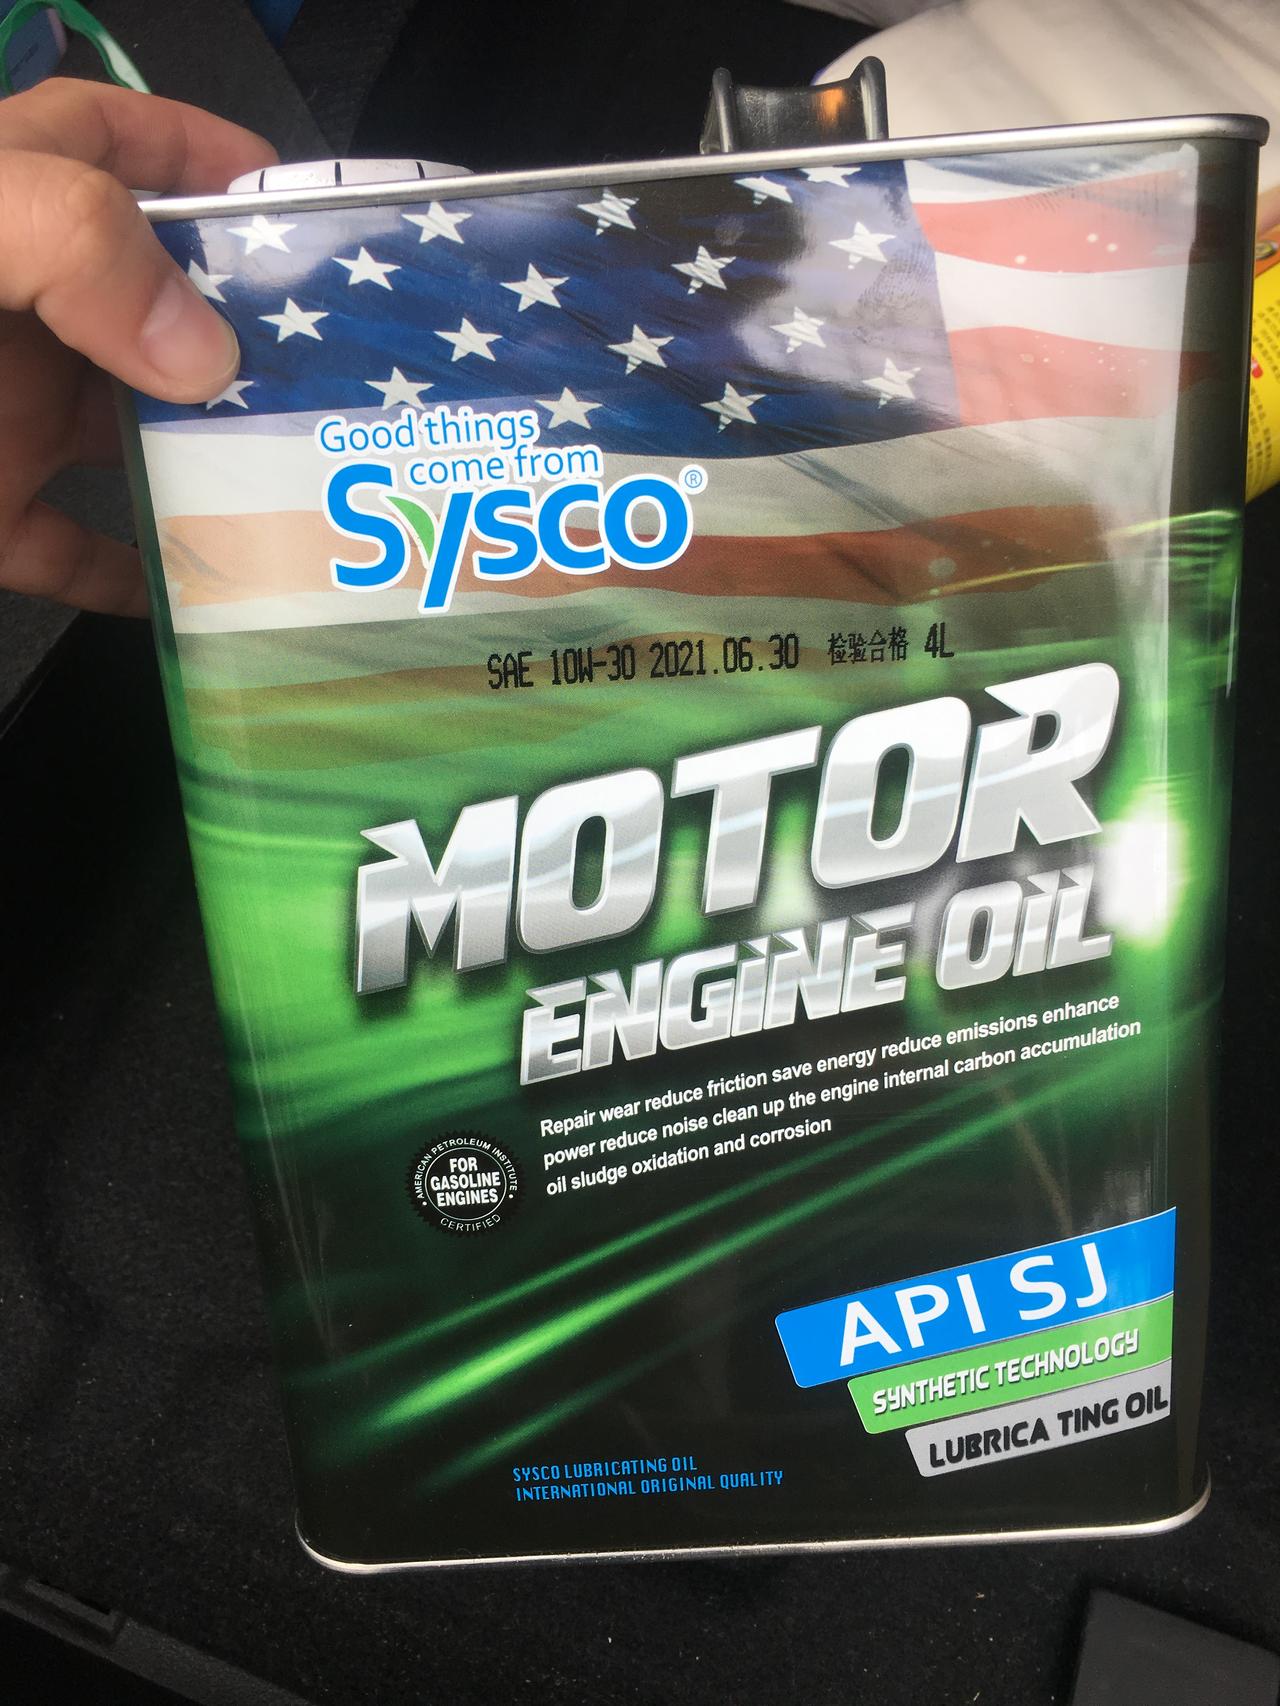 Good things
come from
Sysco®
SAE 10W-30 2021.06.30 检验合格 4L
MOTOR
ENGINE OIL
Repair wear reduce friction save energy reduce emissions enhance
power reduce noise clean up the engine internal carbon accumulation
oil sludge oxidation and corrosion
AMERICAN PETROLEUM INSTITUTE
FOR
GASOLINE
ENGINES
CERTIFIED
API SJ
SYNTHETIC TECHNOLOGY
LUBRICA TING OIL
SYSCO LUBRICATING OIL
INTERNATIONAL ORIGINAL QUALITY